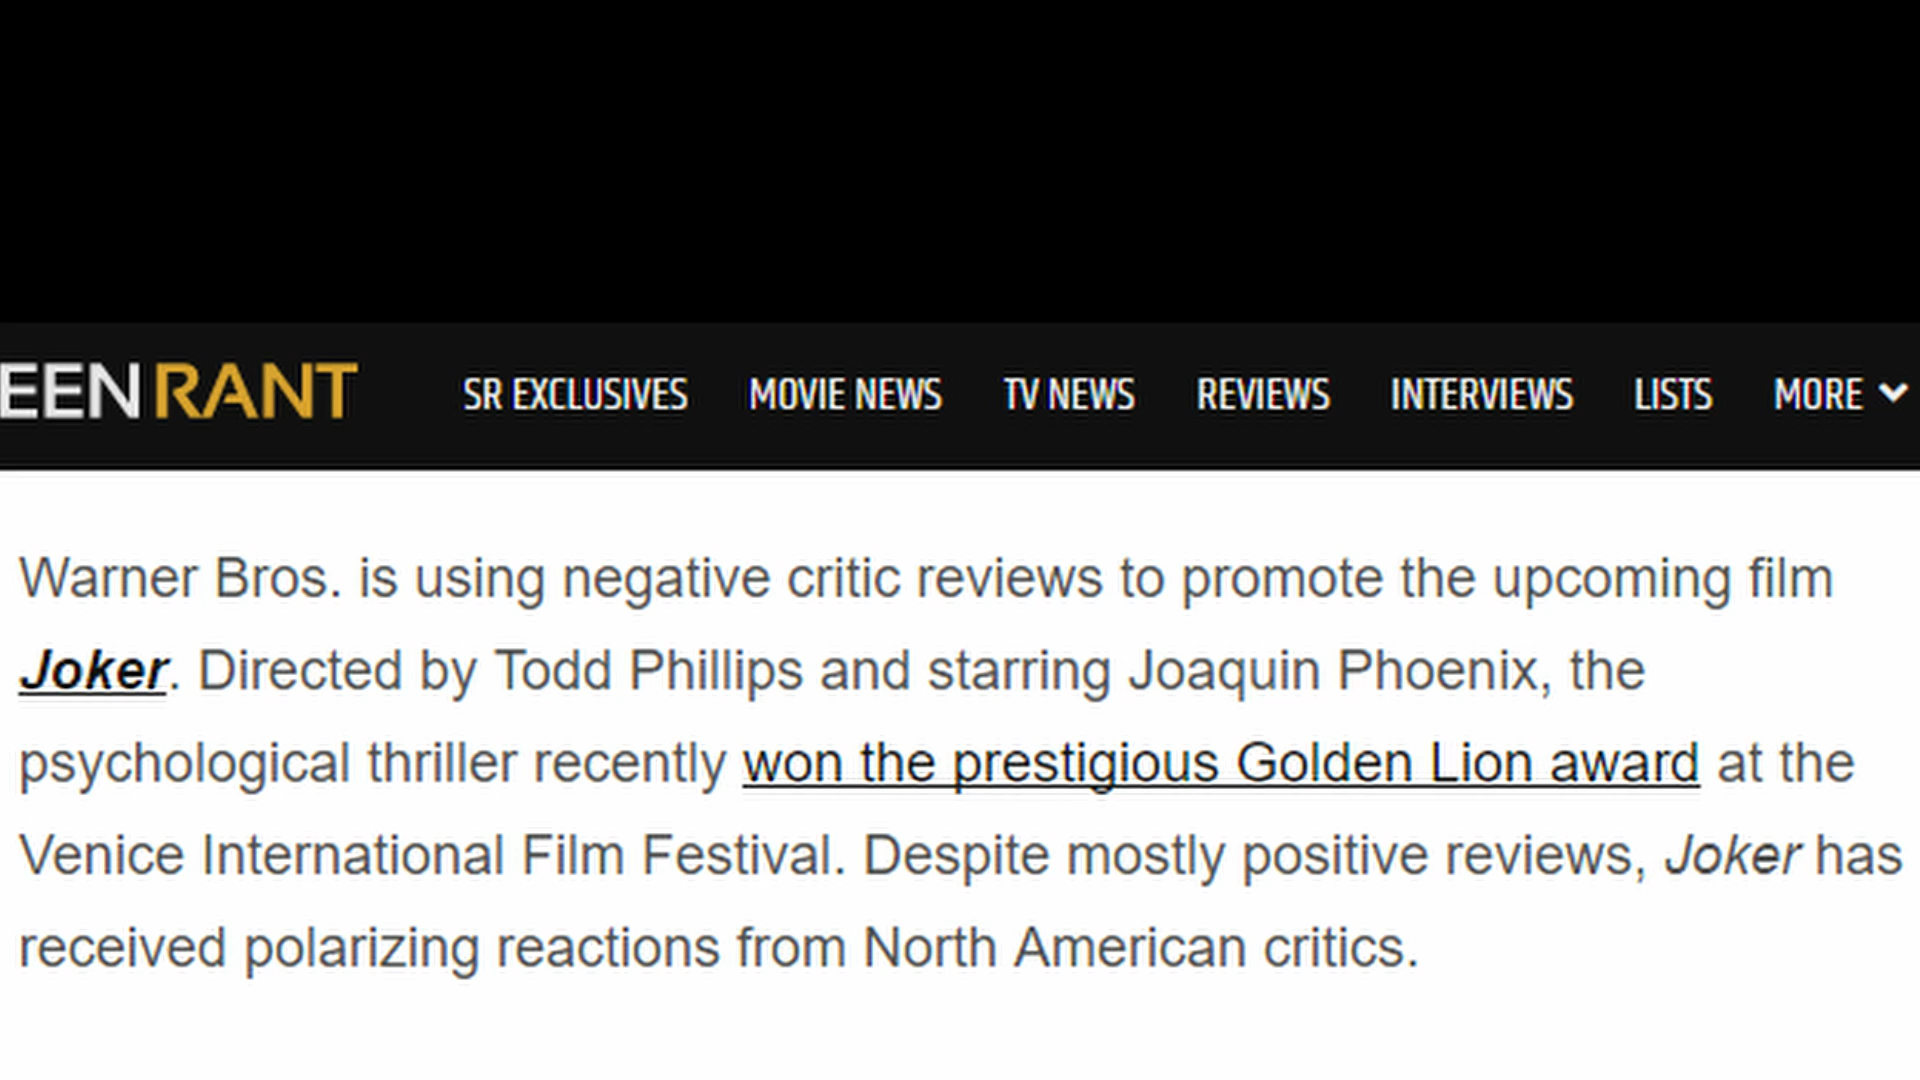 EEN RANT SR EXCLUSIVES MOVIE NEWS TV NEWS REVIEWS INTERVIEWS LISTS MORE
Warner Bros. is using negative critic reviews to promote the upcoming film
Joker. Directed by Todd Phillips and starring Joaquin Phoenix, the
psychological thriller recently won the prestigious Golden Lion award at the
Venice International Film Festival. Despite mostly positive reviews, Joker has
received polarizing reactions from North American critics.